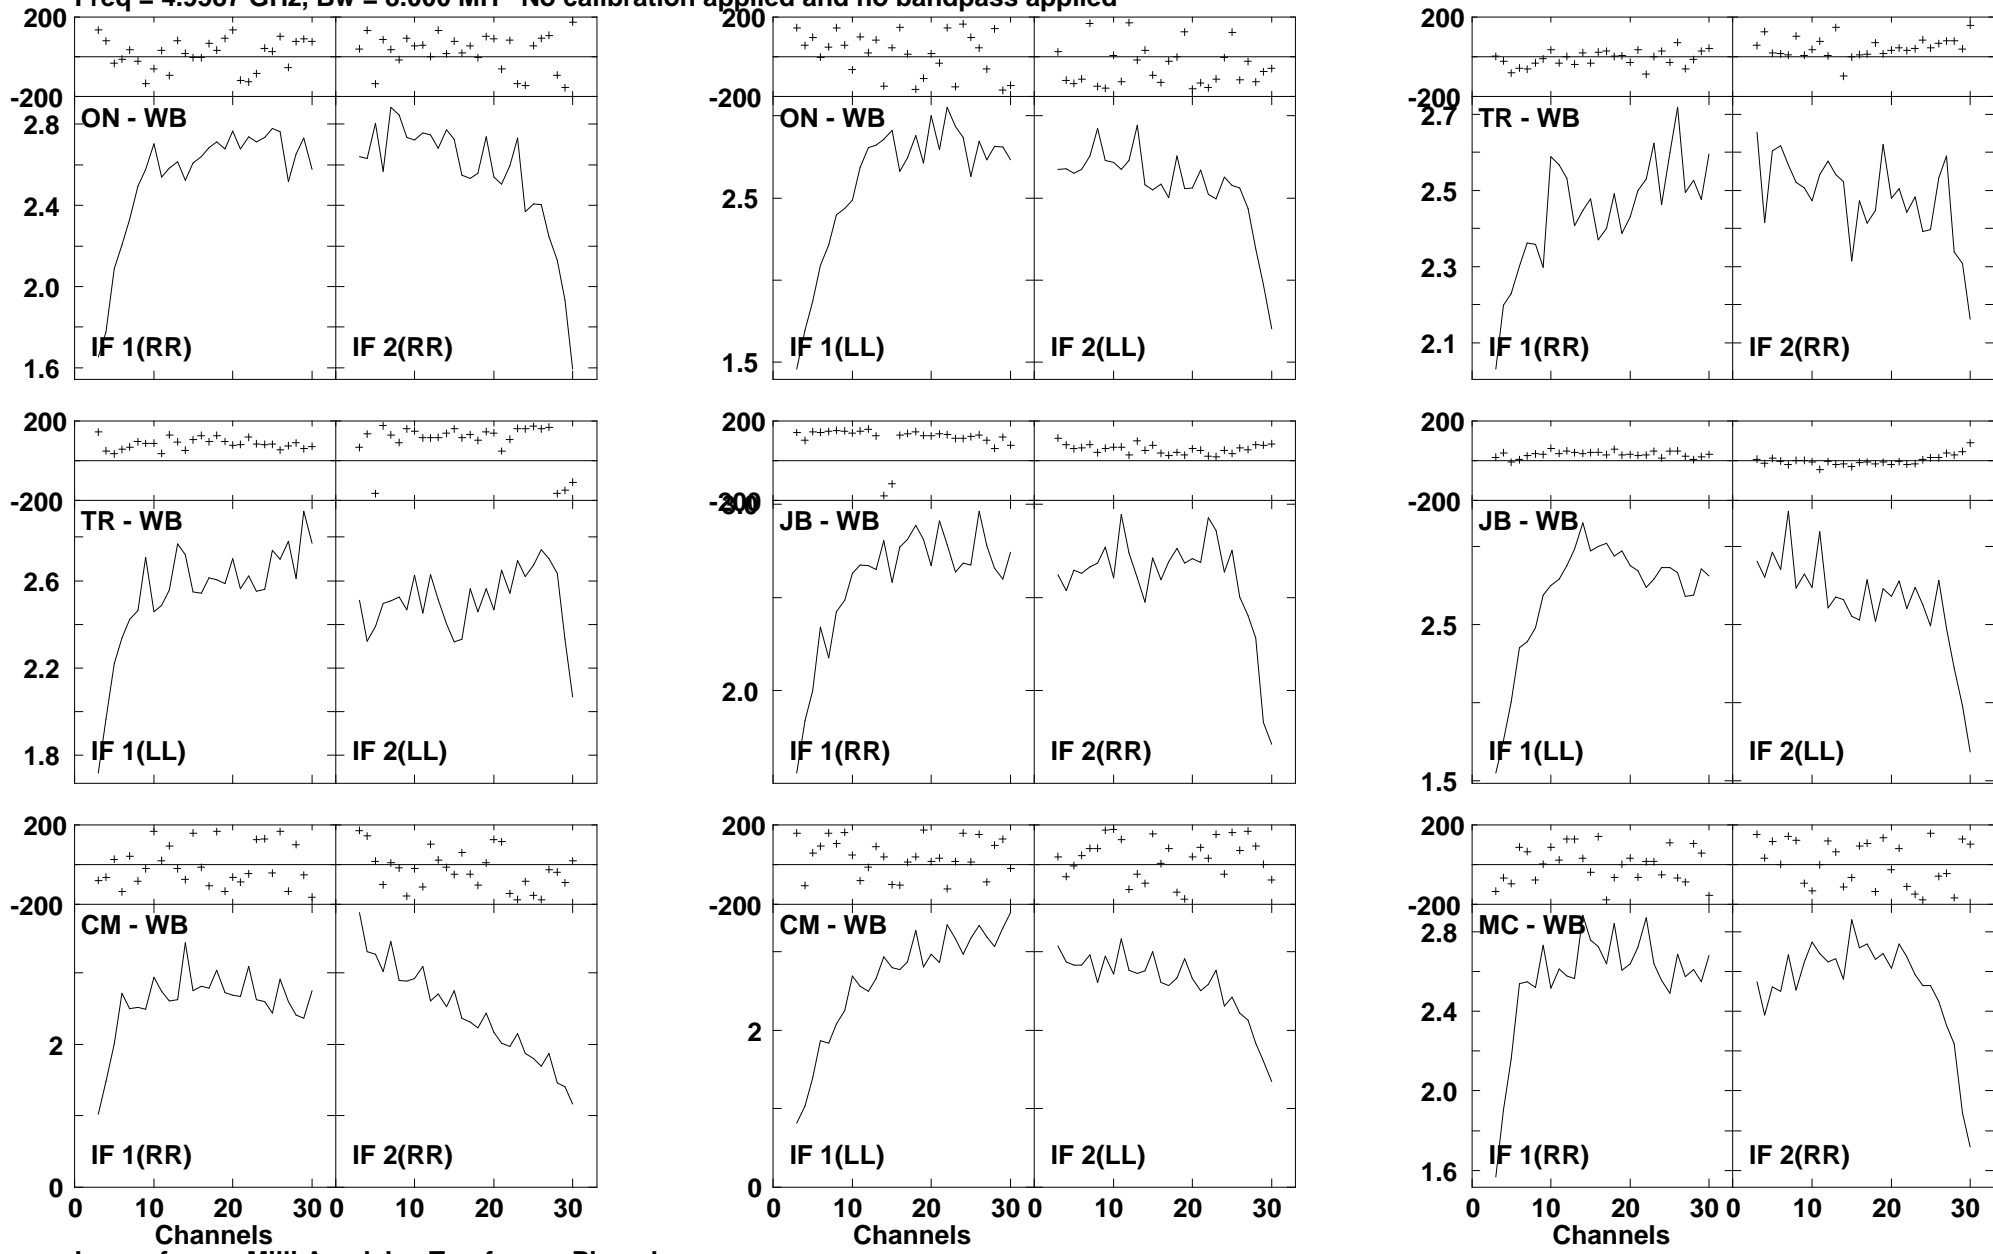 No calibration applied and no bandpass applied
200
-200
ON - WB
2.8
2.4
2.0
1.6
IF 1(RR)
IF 2(RR)
ON - WB
2.5
1.5
IF 1(LL)
IF 2(LL)
200
-200
2.7
TR - WB
2.5
2.3
2.1
IF 1(RR)
IF 2(RR)
200
-200
TR - WB
2.6
2.2
1.8
IF 1(LL)
IF 2(LL)
200
-200
3.0
JB - WB
2.0
IF 1(RR)
IF 2(RR)
200
-200
JB - WB
2.5
1.5
IF 1(LL)
IF 2(LL)
200
-200
CM - WB
2
0
IF 1(RR)
IF 2(RR)
0 10 20 30 0 10 20 30
Channels
200
-200
CM - WB
2
0
IF 1(LL)
IF 2(LL)
0 10 20 30 0 10 20 30
Channels
200
-200
MC - WB
2.8
2.4
2.0
1.6
IF 1(RR)
IF 2(RR)
0 10 20 30 0 10 20 30
Channels